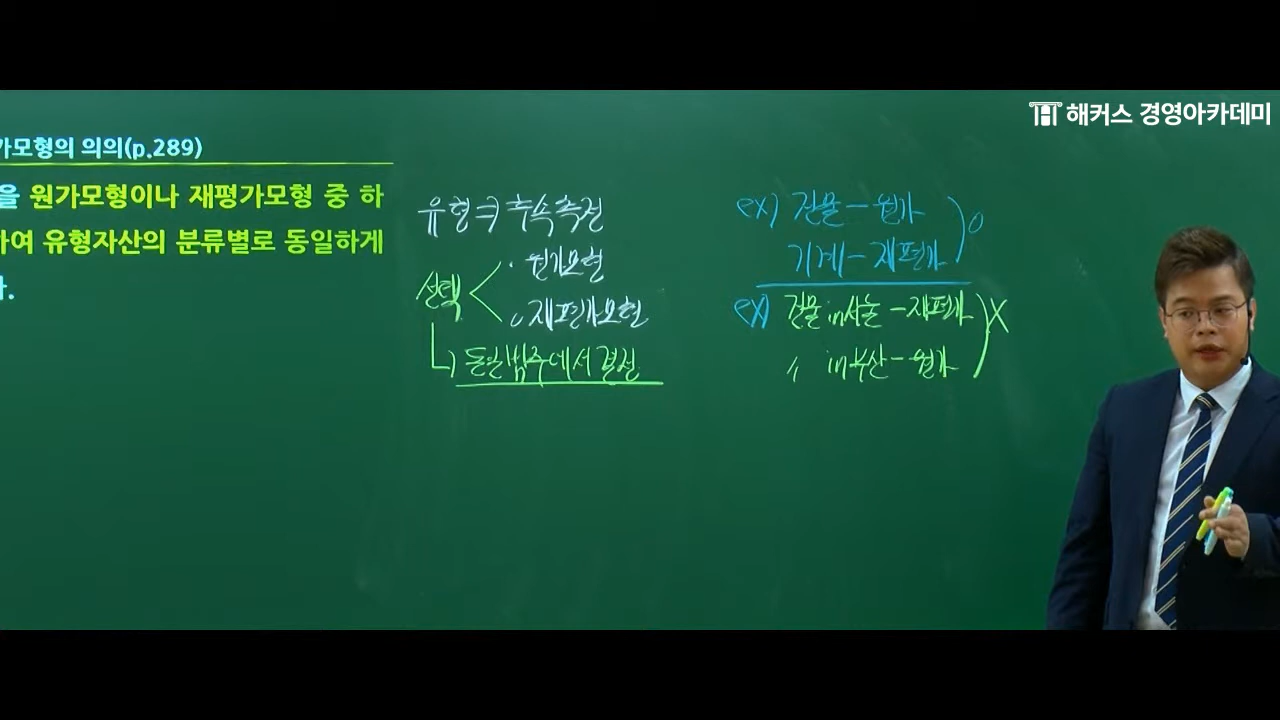 해커스 경영아카데미
가모형의 의의(p.289)
을 원가모형이나 재평가모형 중 하
하여 유형자산의 분류별로 동일하게
다.
유형 ⇒ 후속측정
선택 < · 원가모형
· 재평가모형
↳ 동일범주에서 결정
ex) 건물 - 원가
기계 - 재평가 ) O
ex) 건물 in 서울 - 재평가
〃 in 부산 - 원가 ) X